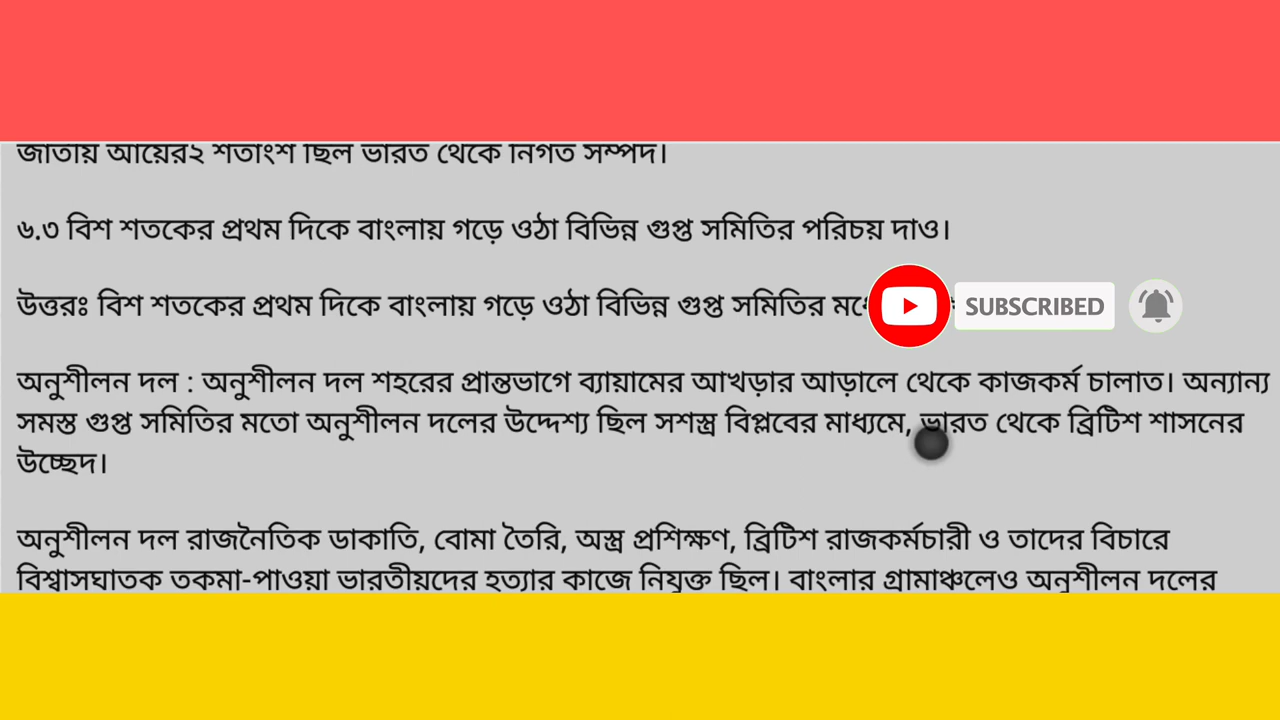 জাতীয় আয়ের২ শতাংশ ছিল ভারত থেকে নির্গত সম্পদ।
৬.৩ বিশ শতকের প্রথম দিকে বাংলায় গড়ে ওঠা বিভিন্ন গুপ্ত সমিতির পরিচয় দাও।
উত্তরঃ বিশ শতকের প্রথম দিকে বাংলায় গড়ে ওঠা বিভিন্ন গুপ্ত সমিতির
SUBSCRIBED
অনুশীলন দল : অনুশীলন দল শহরের প্রান্তভাগে ব্যায়ামের আখড়ার আড়ালে থেকে কাজকর্ম চালাত। অন্যান্য
সমস্ত গুপ্ত সমিতির মতো অনুশীলন দলের উদ্দেশ্য ছিল সশস্ত্র বিপ্লবের মাধ্যমে, ভারত থেকে ব্রিটিশ শাসনের
উচ্ছেদ।
অনুশীলন দল রাজনৈতিক ডাকাতি, বোমা তৈরি, অস্ত্র প্রশিক্ষণ, ব্রিটিশ রাজকর্মচারী ও তাদের বিচারে
বিশ্বাসঘাতক তকমা-পাওয়া ভারতীয়দের হত্যার কাজে নিযুক্ত ছিল। বাংলার গ্রামাঞ্চলেও অনুশীলন দলের